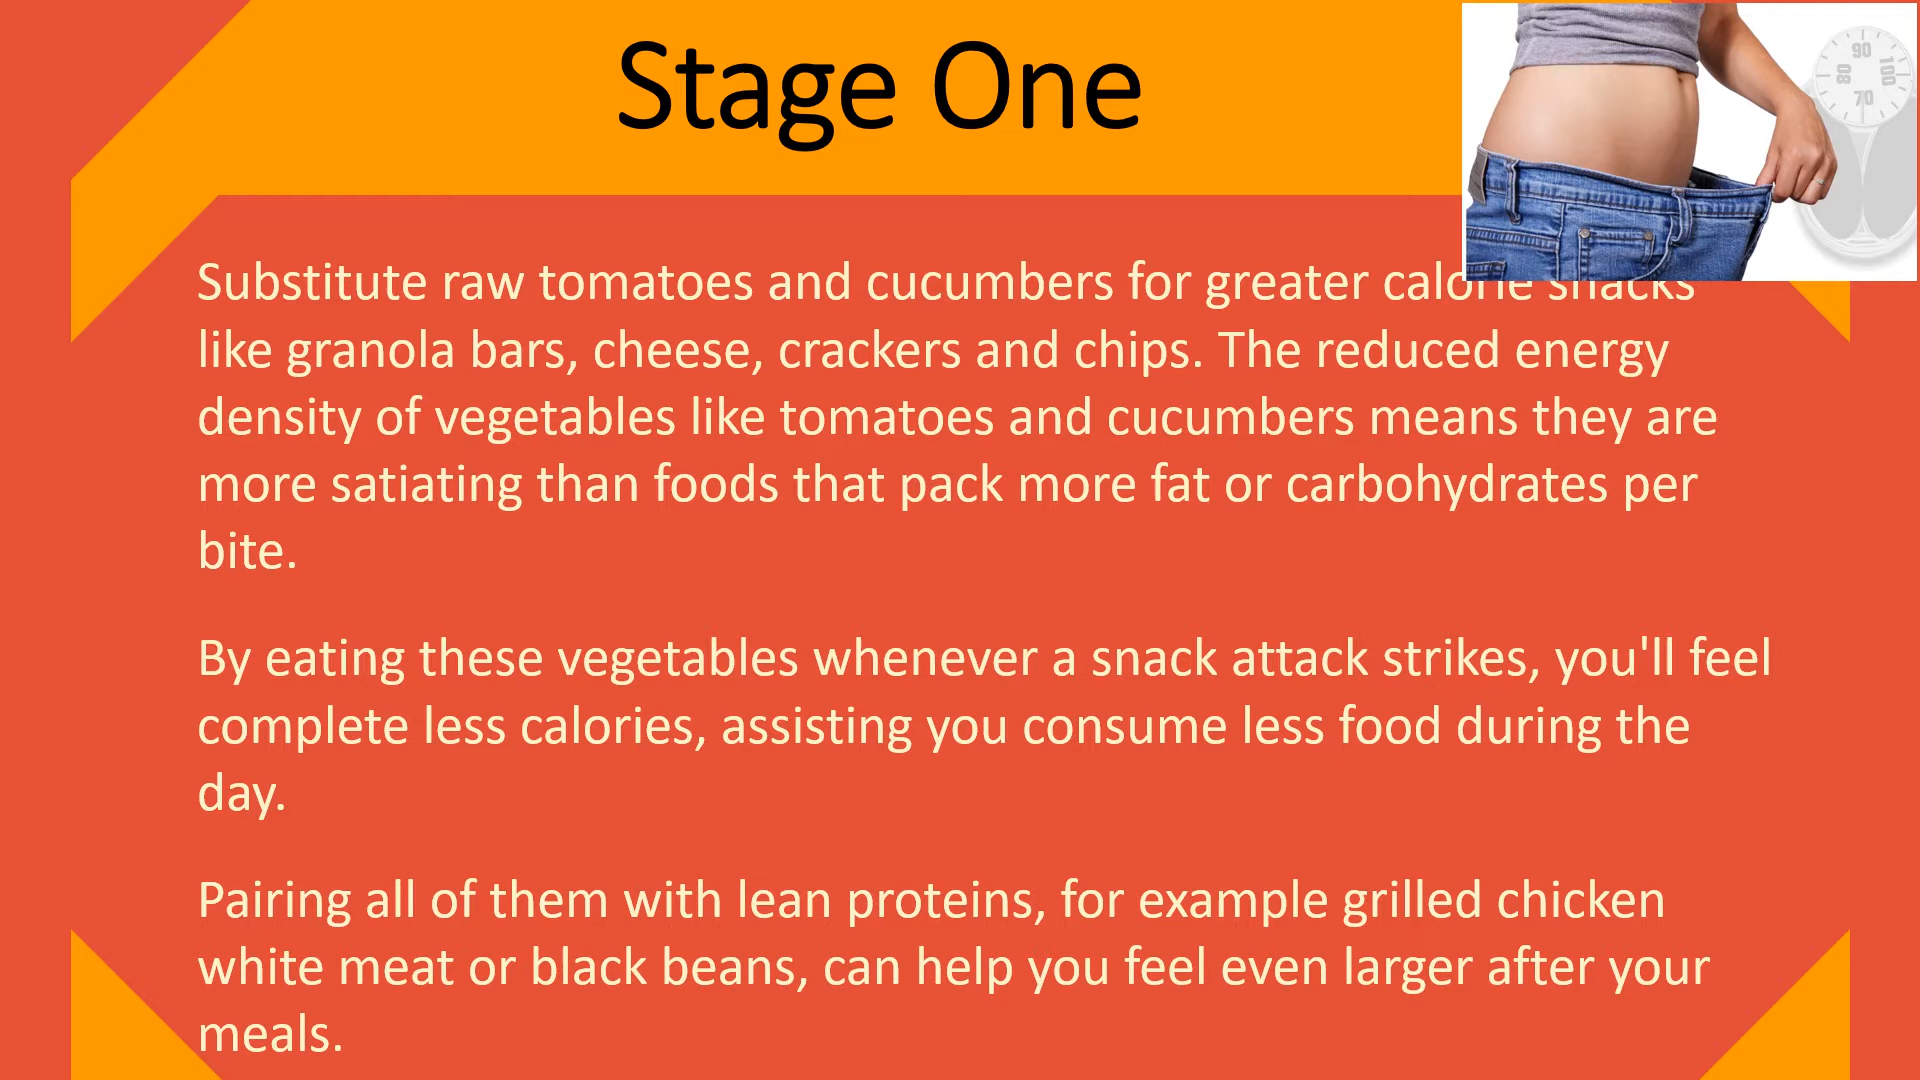 Stage One
90
80
100
70
Substitute raw tomatoes and cucumbers for greater calorie snacks
like granola bars, cheese, crackers and chips. The reduced energy
density of vegetables like tomatoes and cucumbers means they are
more satiating than foods that pack more fat or carbohydrates per
bite.
By eating these vegetables whenever a snack attack strikes, you'll feel
complete less calories, assisting you consume less food during the
day.
Pairing all of them with lean proteins, for example grilled chicken
white meat or black beans, can help you feel even larger after your
meals.